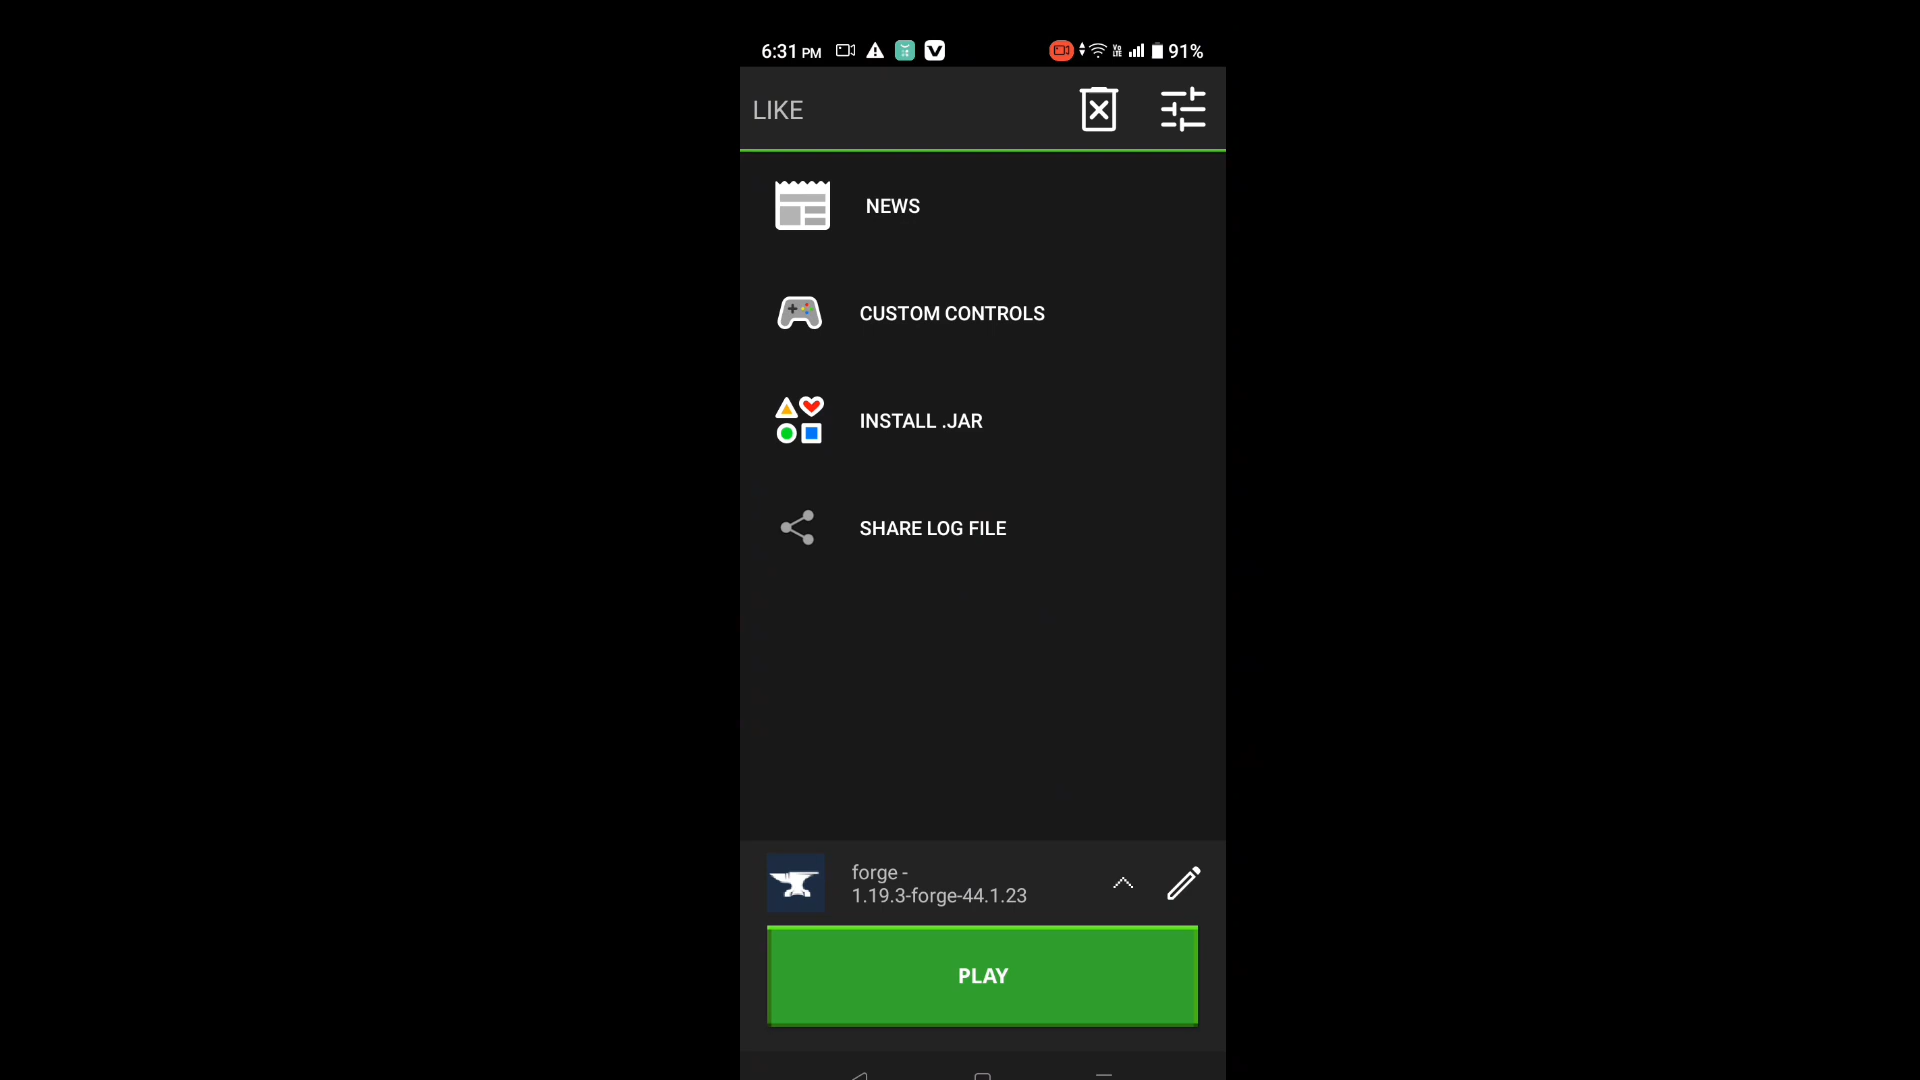 6:31 PM
91%
LIKE
NEWS
CUSTOM CONTROLS
INSTALL .JAR
SHARE LOG FILE
forge -
1.19.3-forge-44.1.23
PLAY